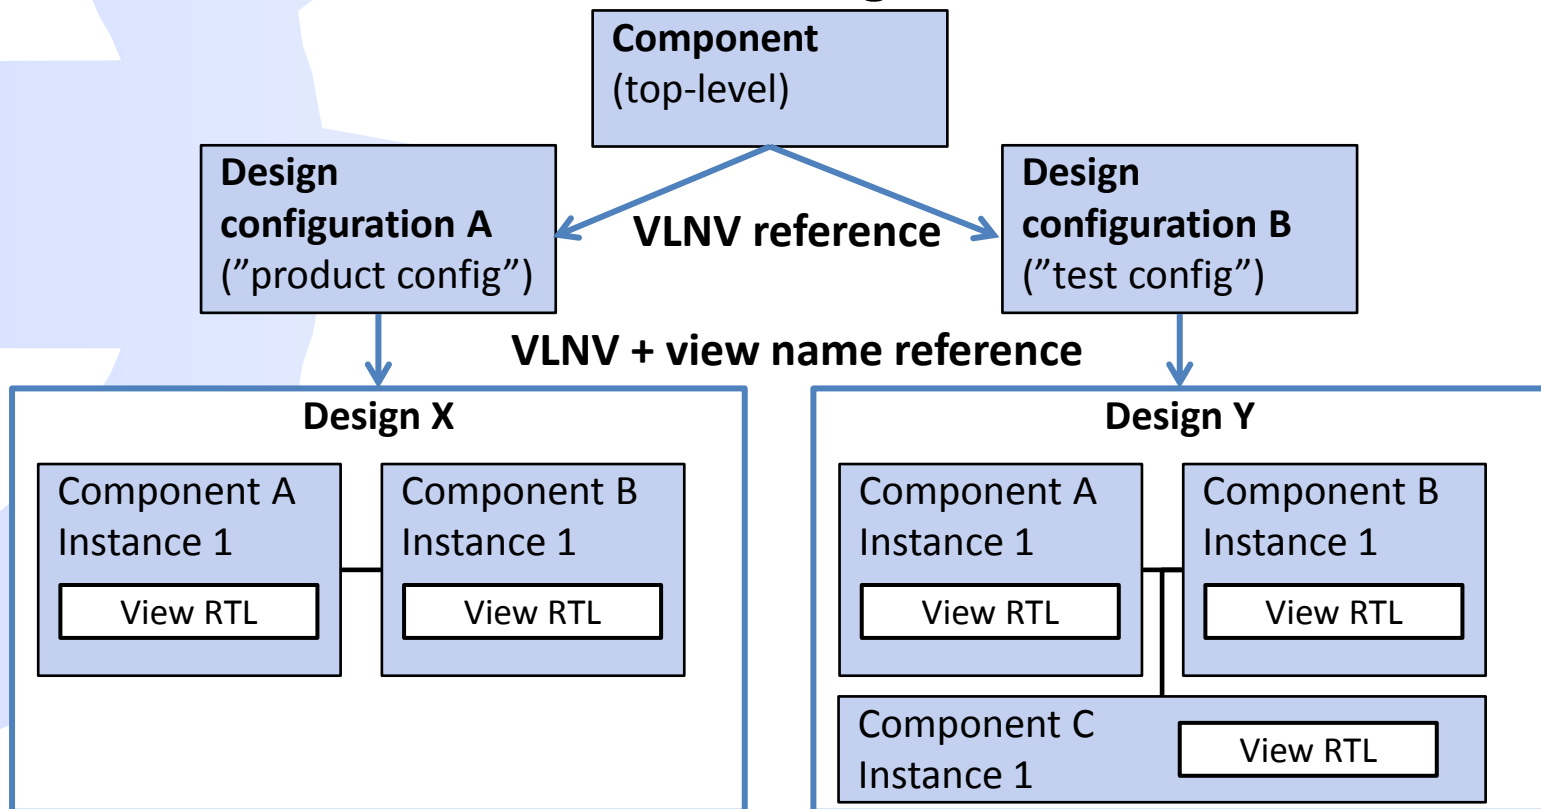 Component
(top-level)
Design
configuration A
(”product config”)
VLNV reference
Design
configuration B
(”test config”)
VLNV + view name reference
Design X
Component A
Instance 1
View RTL
Component B
Instance 1
View RTL
Design Y
Component A
Instance 1
View RTL
Component B
Instance 1
View RTL
Component C
Instance 1
View RTL